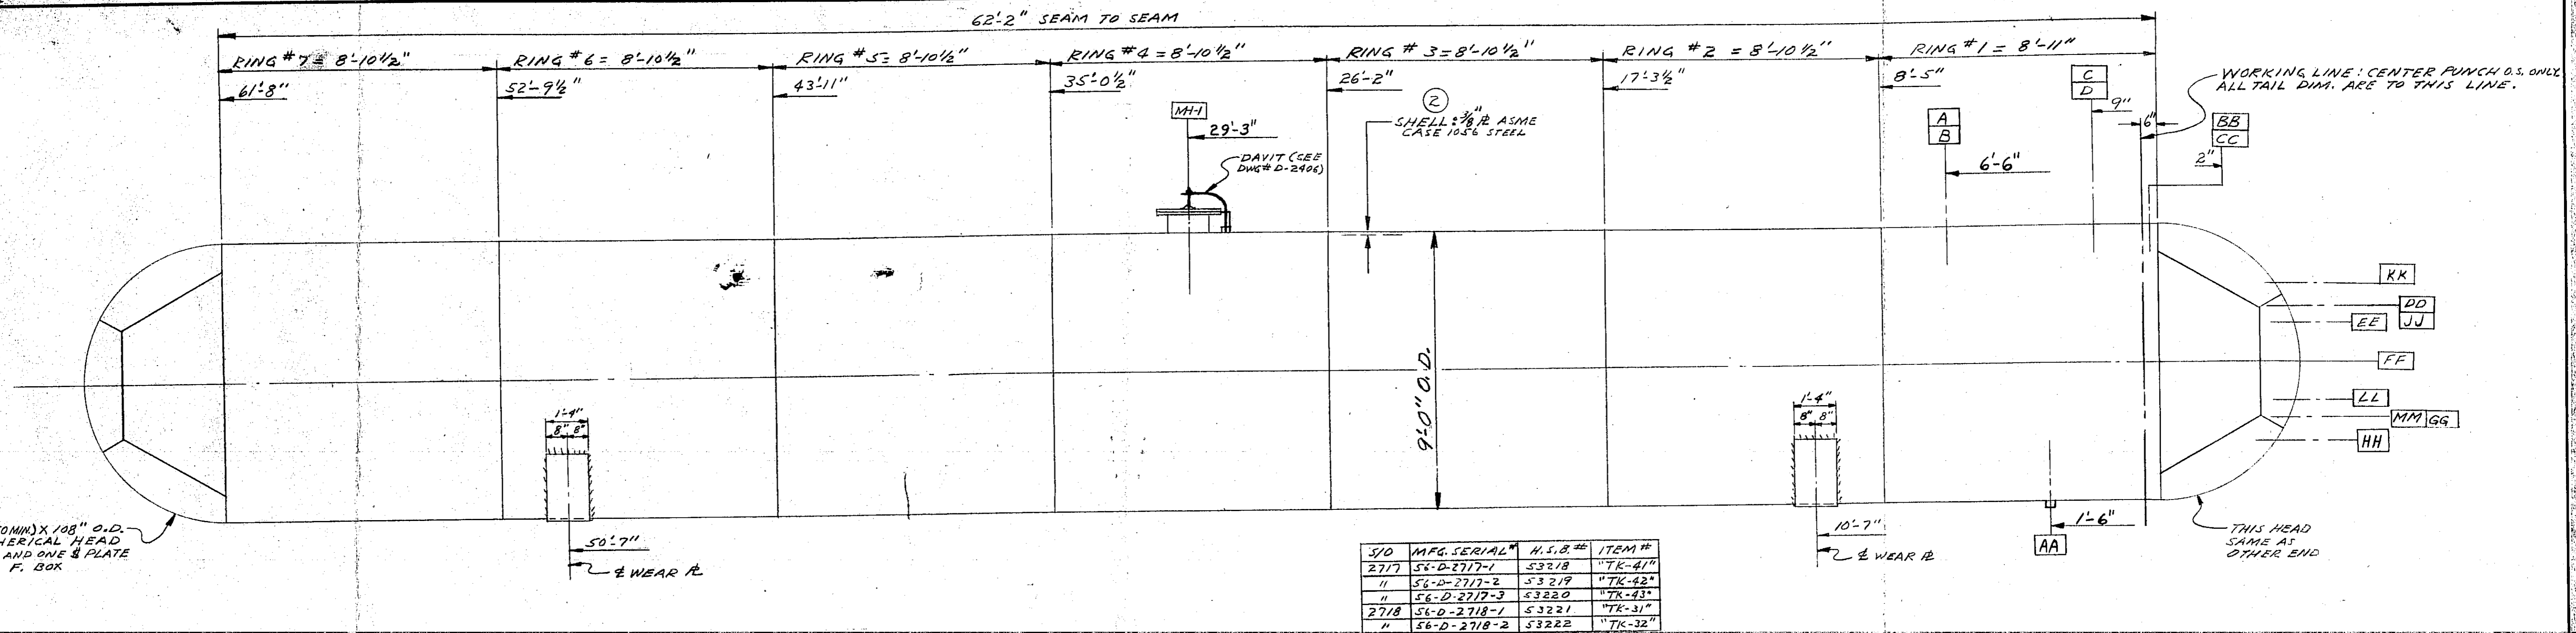 62'-2" SEAM TO SEAM
RING #7 = 8'-10½"
RING #6 = 8'-10½"
RING #5 = 8'-10½"
RING #4 = 8'-10½"
RING #3 = 8'-10½"
RING #2 = 8'-10½"
RING #1 = 8'-11"
61'-8"
52'-9½"
43'-11"
35'-0½"
26'-2"
17'-3½"
8'-5"
WORKING LINE: CENTER PUNCH O.S. ONLY
ALL TAIL DIM. ARE TO THIS LINE.
MH-1
29'-3"
DAVIT (SEE
DWG# D-2406)
2
SHELL: 3/8" PL ASME
CASE 1056 STEEL
A
B
6'-6"
C
D
9"
6"
BB
CC
2"
KK
DD
JJ
EE
FF
LL
MM GG
HH
9'-0" O.D.
1'-4"
8" 8"
1'-4"
8" 8"
50'-7"
℄ WEAR PL
10'-7"
℄ WEAR PL
AA
1'-6"
THIS HEAD
SAME AS
OTHER END
MIN.) X 108" O.D.
HEAD
AND ONE PLATE
F. BOX
S/O MFG. SERIAL# H.S.B.# ITEM#
2717 56-D-2717-1 53218 "TK-41"
" 56-D-2717-2 53219 "TK-42"
" 56-D-2717-3 53220 "TK-43"
2718 56-D-2718-1 53221 "TK-31"
" 56-D-2718-2 53222 "TK-32"